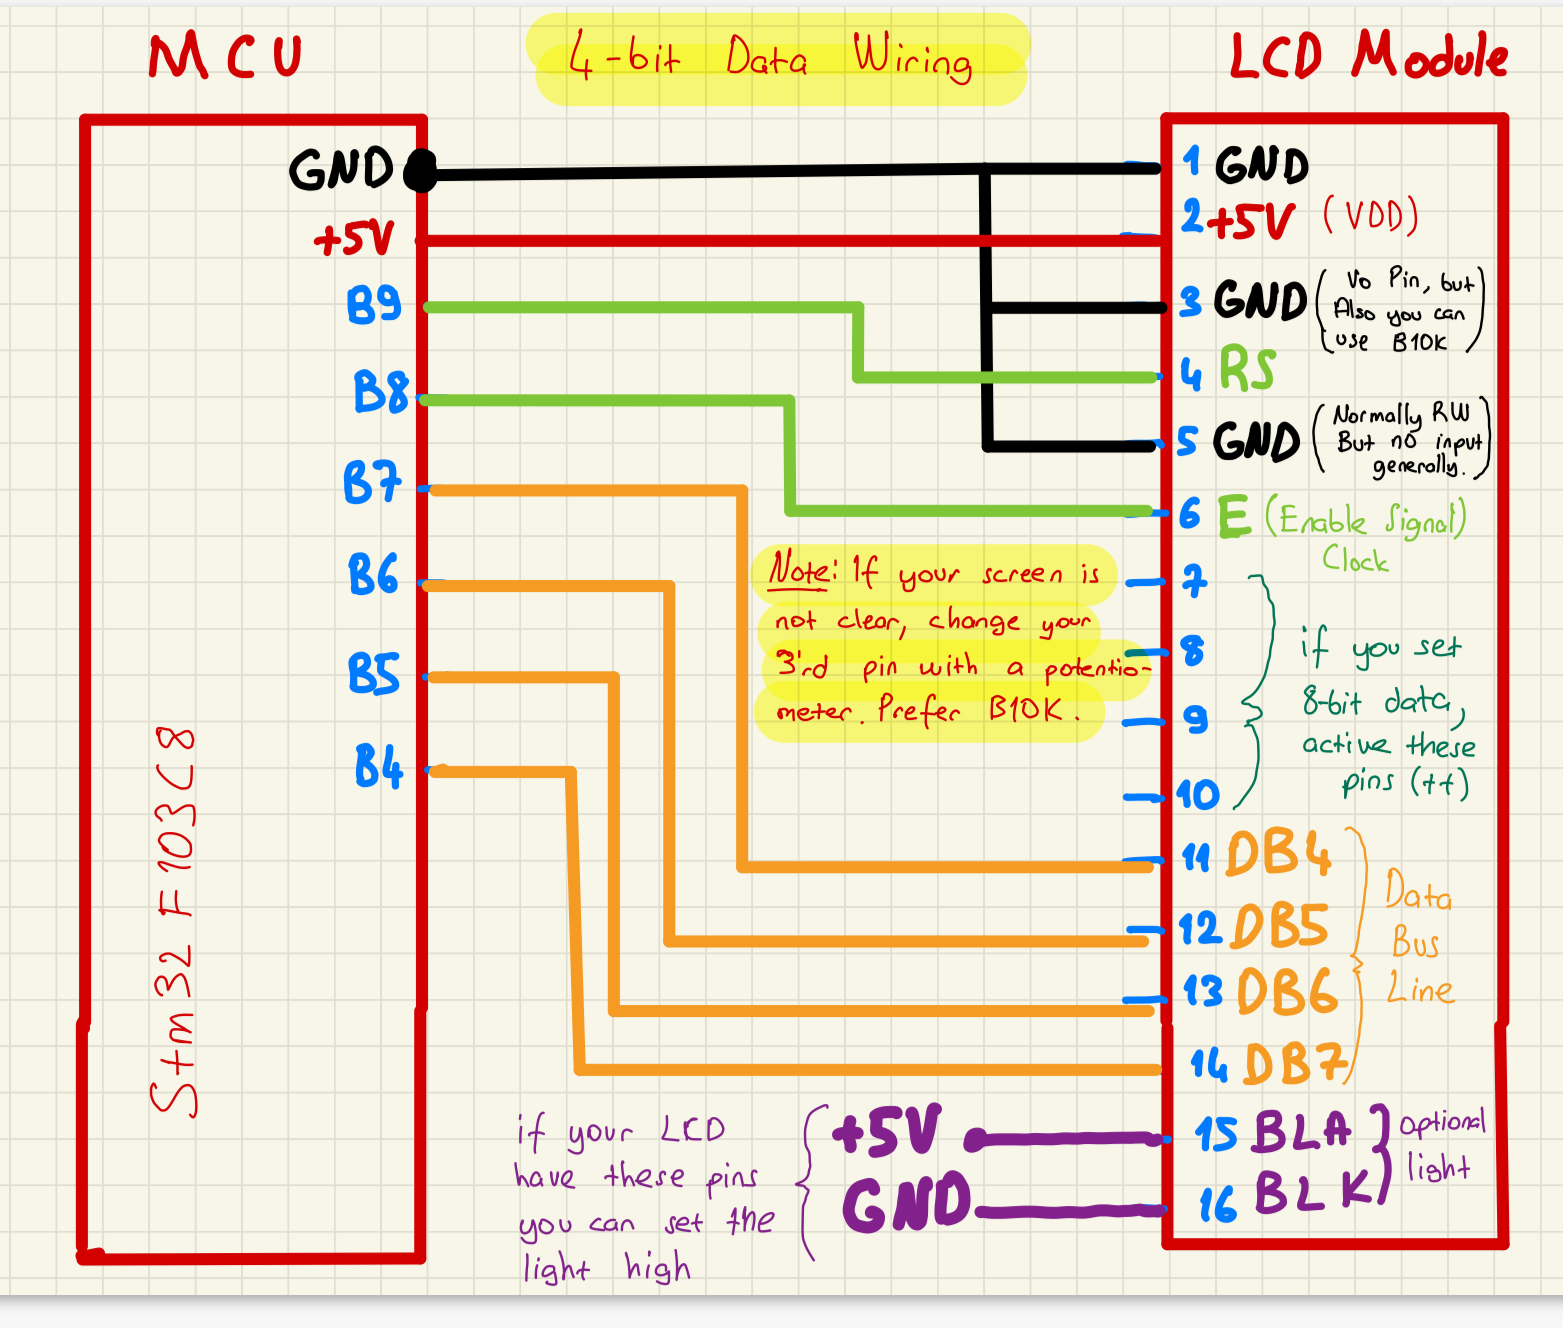 MCU
4-bit Data Wiring
LCD Module
GND
+5V
B9
B8
B7
B6
B5
B4
Stm32 F103C8
1 GND
2 +5V (VDD)
3 GND (Vo Pin, but
Also you can
use B10K)
4 RS
5 GND (Normally RW
But no input
generally.)
6 E (Enable Signal)
Clock
7
8
9
10
if you set
8-bit data,
active these
pins (++)
Note: If your screen is
not clear, change your
3'rd pin with a potentio-
meter. Prefer B10K.
11 DB4
12 DB5
13 DB6
14 DB7
Data
Bus
Line
15 BLA
16 BLK
optional
light
if your LCD
have these pins
you can set the
light high
+5V
GND